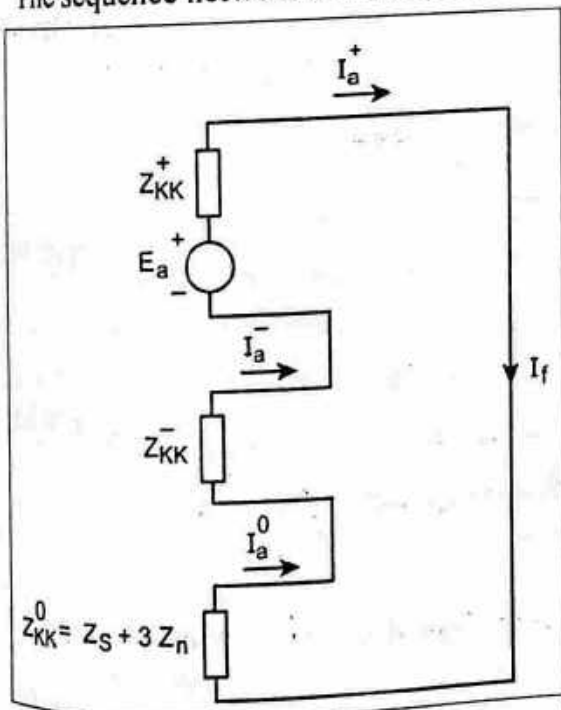 The sequence
I_a^+
Z_KK^+
+
E_a
−
I_a^-
I_f
Z_KK^-
I_a^0
Z_KK^0 = Z_S + 3 Z_n